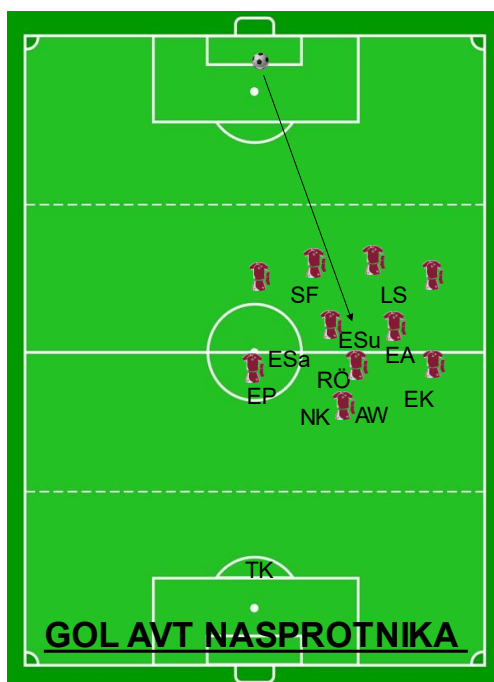 SF
LS
ESu
EA
ESa
RÖ
EP
EK
NK
AW
TK
GOL AVT NASPROTNIKA